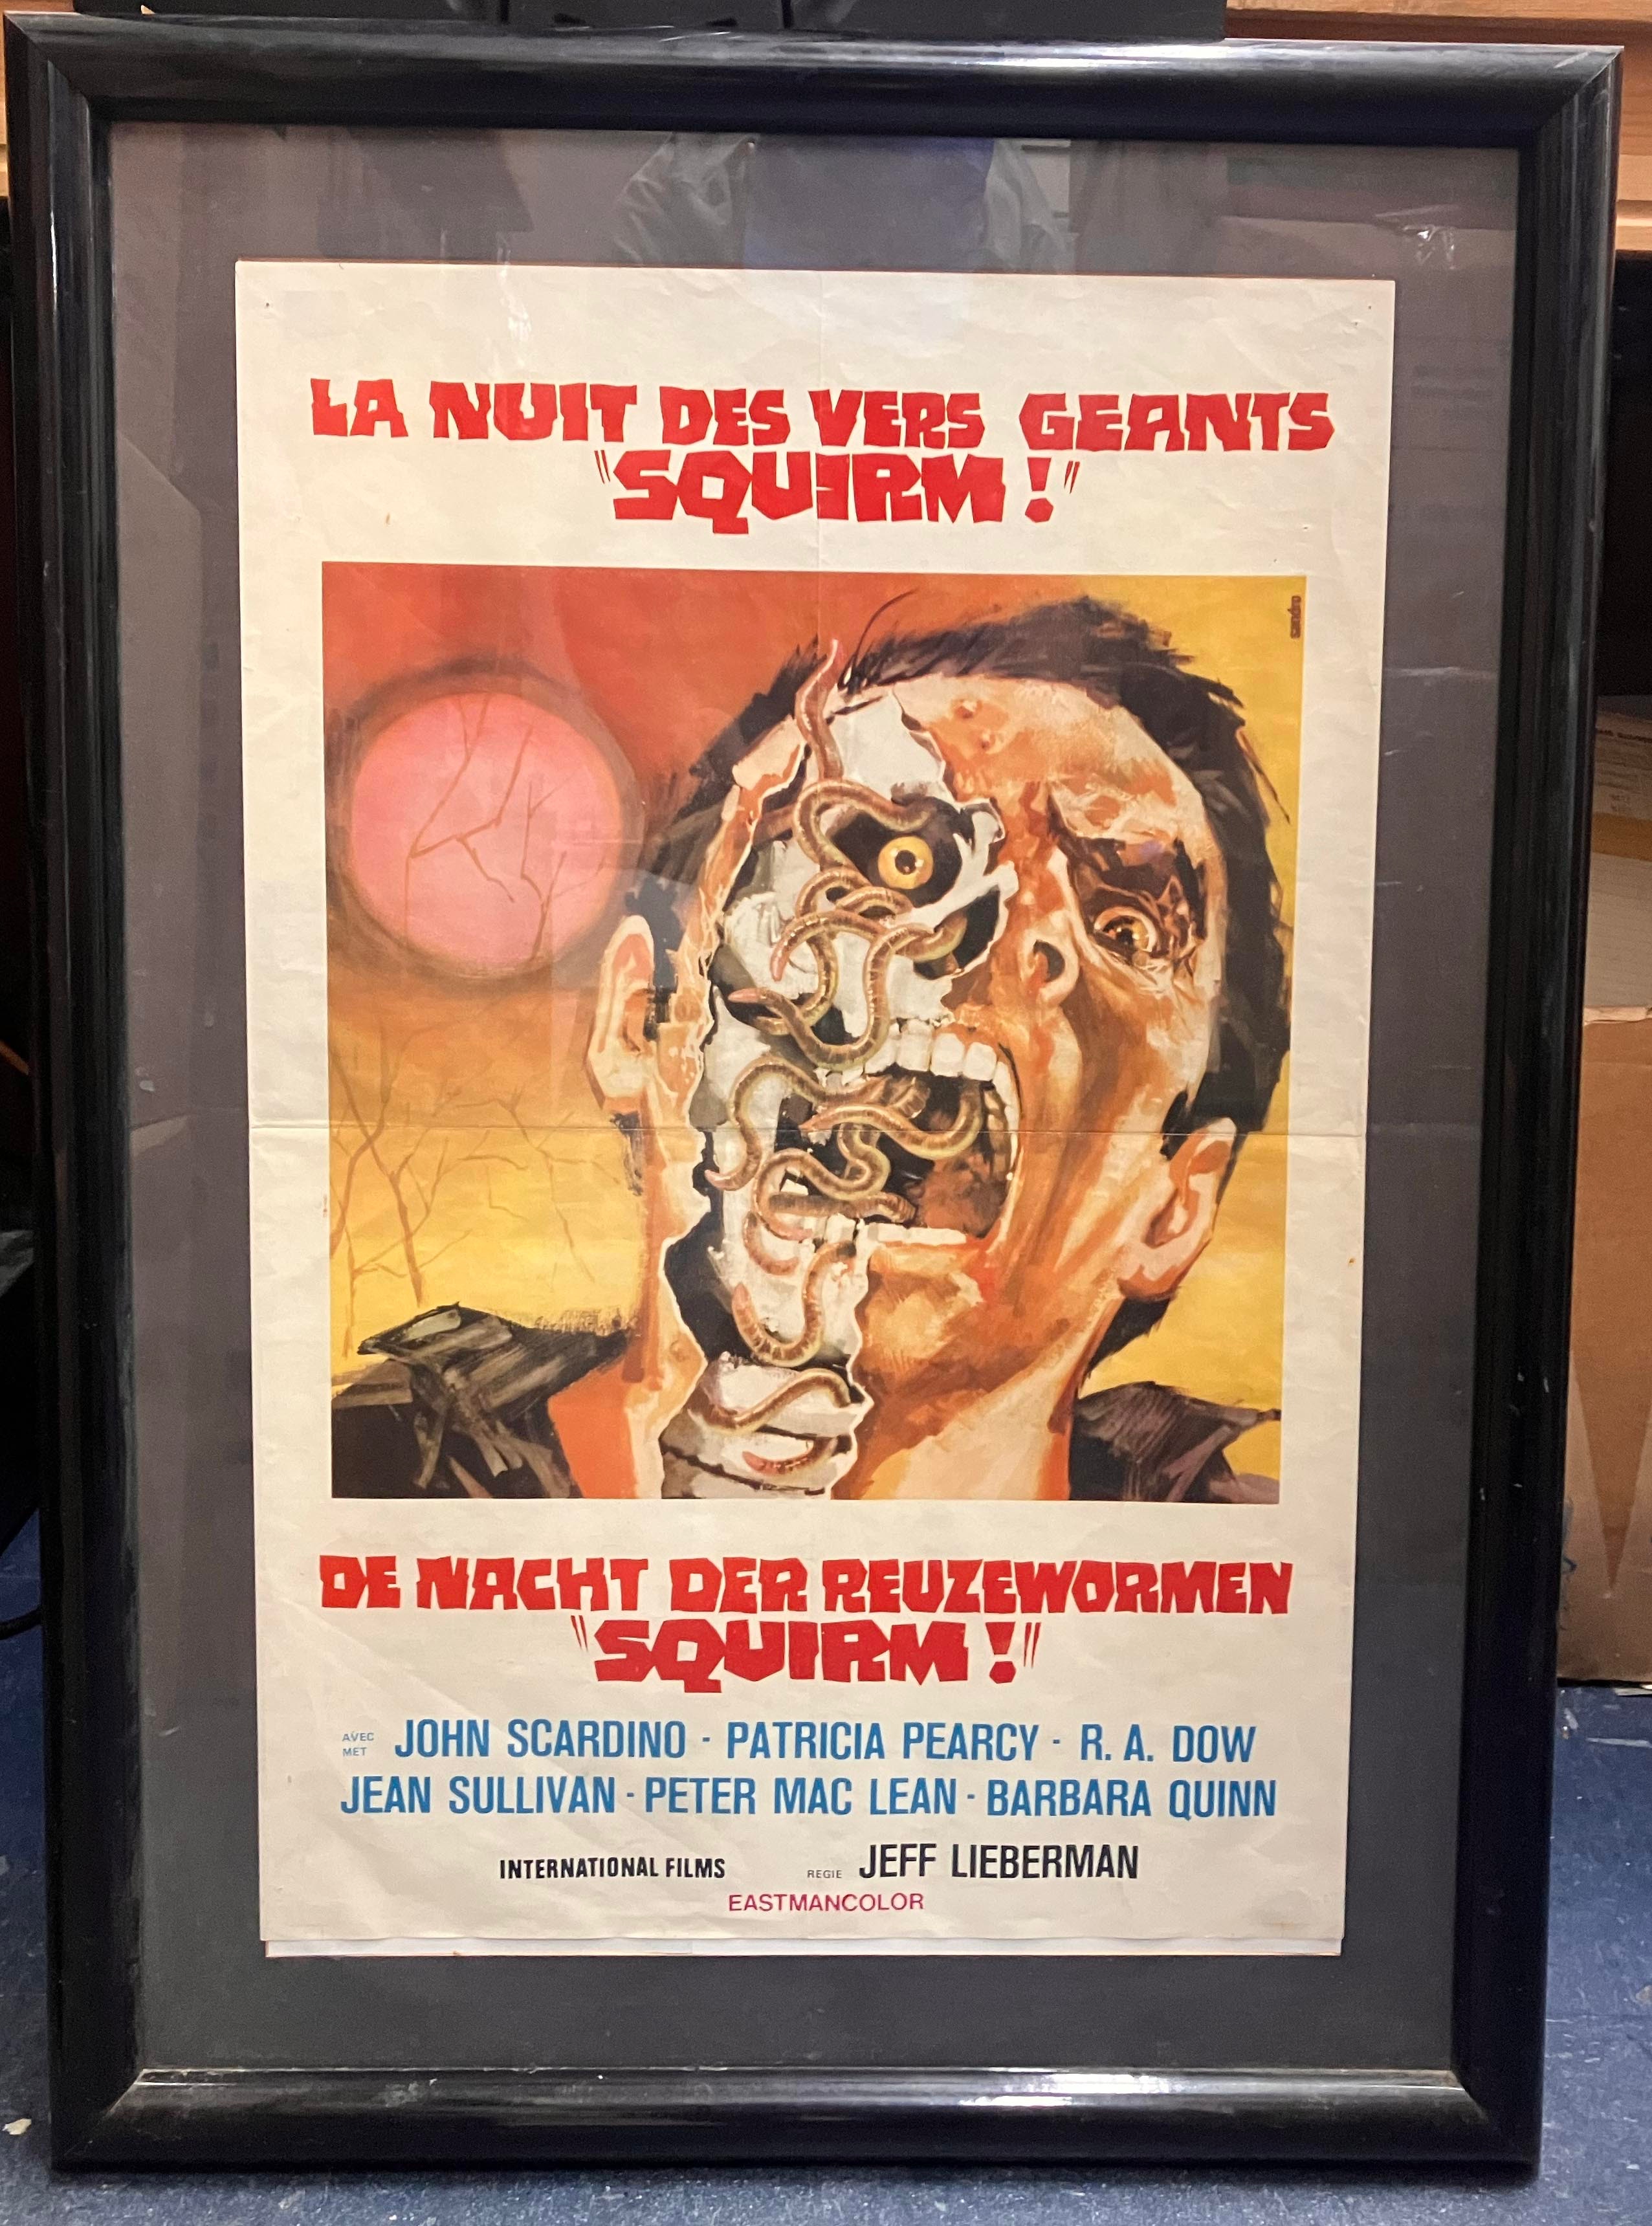 LA NUIT DES VERS GEANTS
"SQUIRM!"
sandro
DE NACHT DER REUZEWORMEN
"SQUIRM!"
AVEC
MET
JOHN SCARDINO - PATRICIA PEARCY - R. A. DOW
JEAN SULLIVAN - PETER MAC LEAN - BARBARA QUINN
INTERNATIONAL FILMS REGIE JEFF LIEBERMAN
EASTMANCOLOR